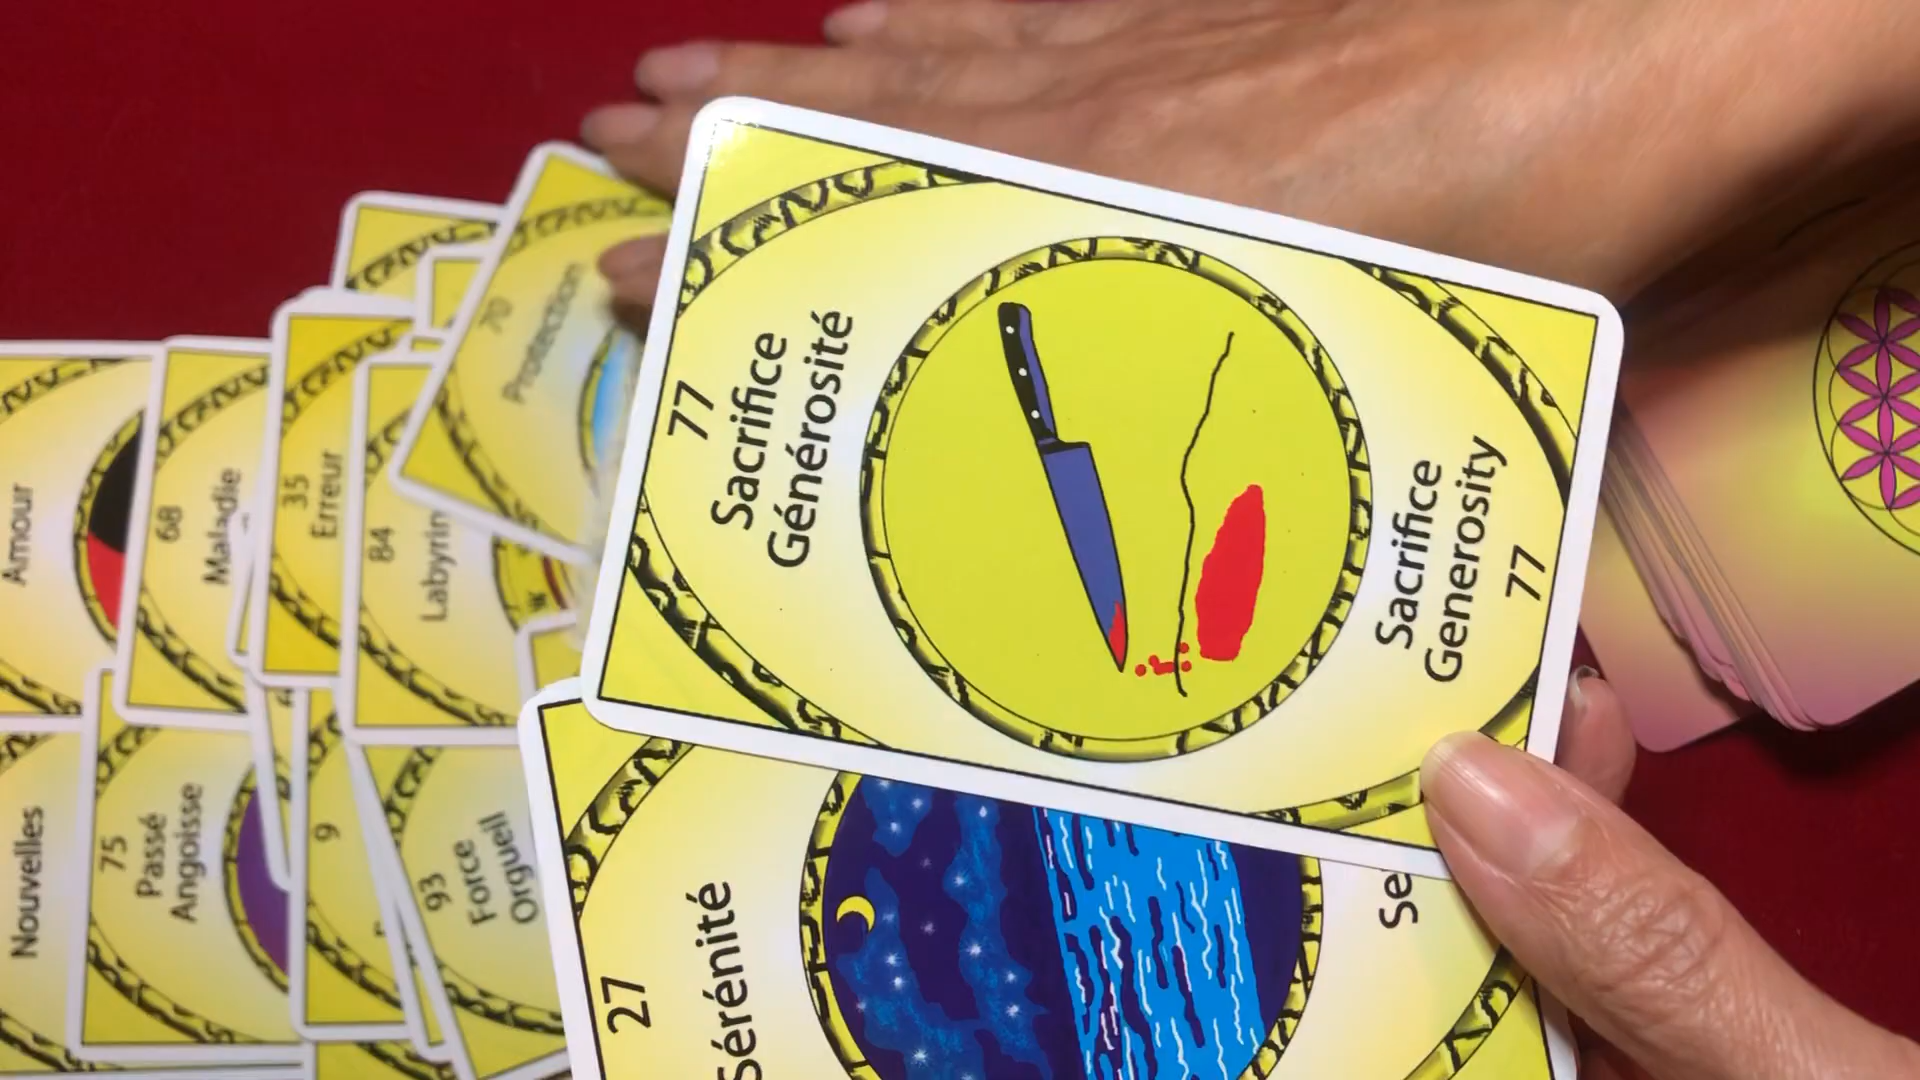 77
Sacrifice
Générosité
Sacrifice
Generosity
77
27
Sérénité
Se
70
Protection
84
Labyrin
35
Erreur
68
Maladie
Amour
93
Force
Orgueil
9
75
Passé
Angoisse
Nouvelles